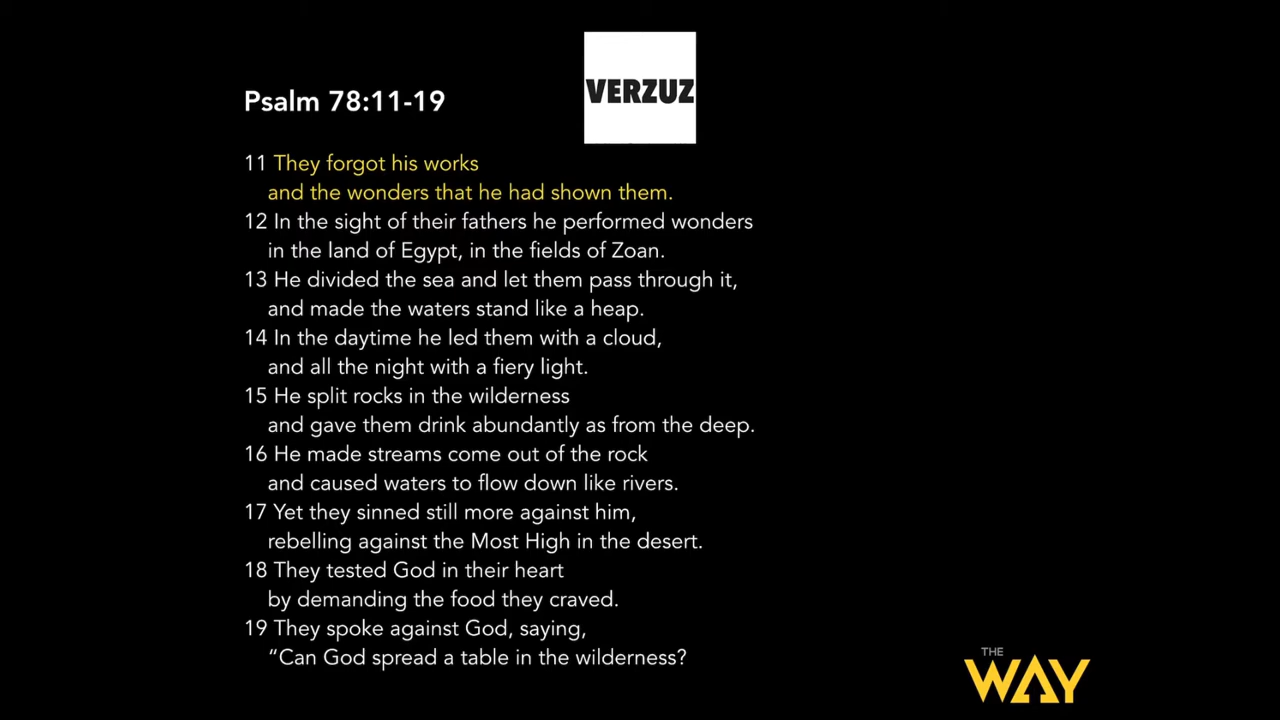 VERZUZ
Psalm 78:11-19
11 They forgot his works
and the wonders that he had shown them.
12 In the sight of their fathers he performed wonders
in the land of Egypt, in the fields of Zoan.
13 He divided the sea and let them pass through it,
and made the waters stand like a heap.
14 In the daytime he led them with a cloud,
and all the night with a fiery light.
15 He split rocks in the wilderness
and gave them drink abundantly as from the deep.
16 He made streams come out of the rock
and caused waters to flow down like rivers.
17 Yet they sinned still more against him,
rebelling against the Most High in the desert.
18 They tested God in their heart
by demanding the food they craved.
19 They spoke against God, saying,
“Can God spread a table in the wilderness?
THE
WAY